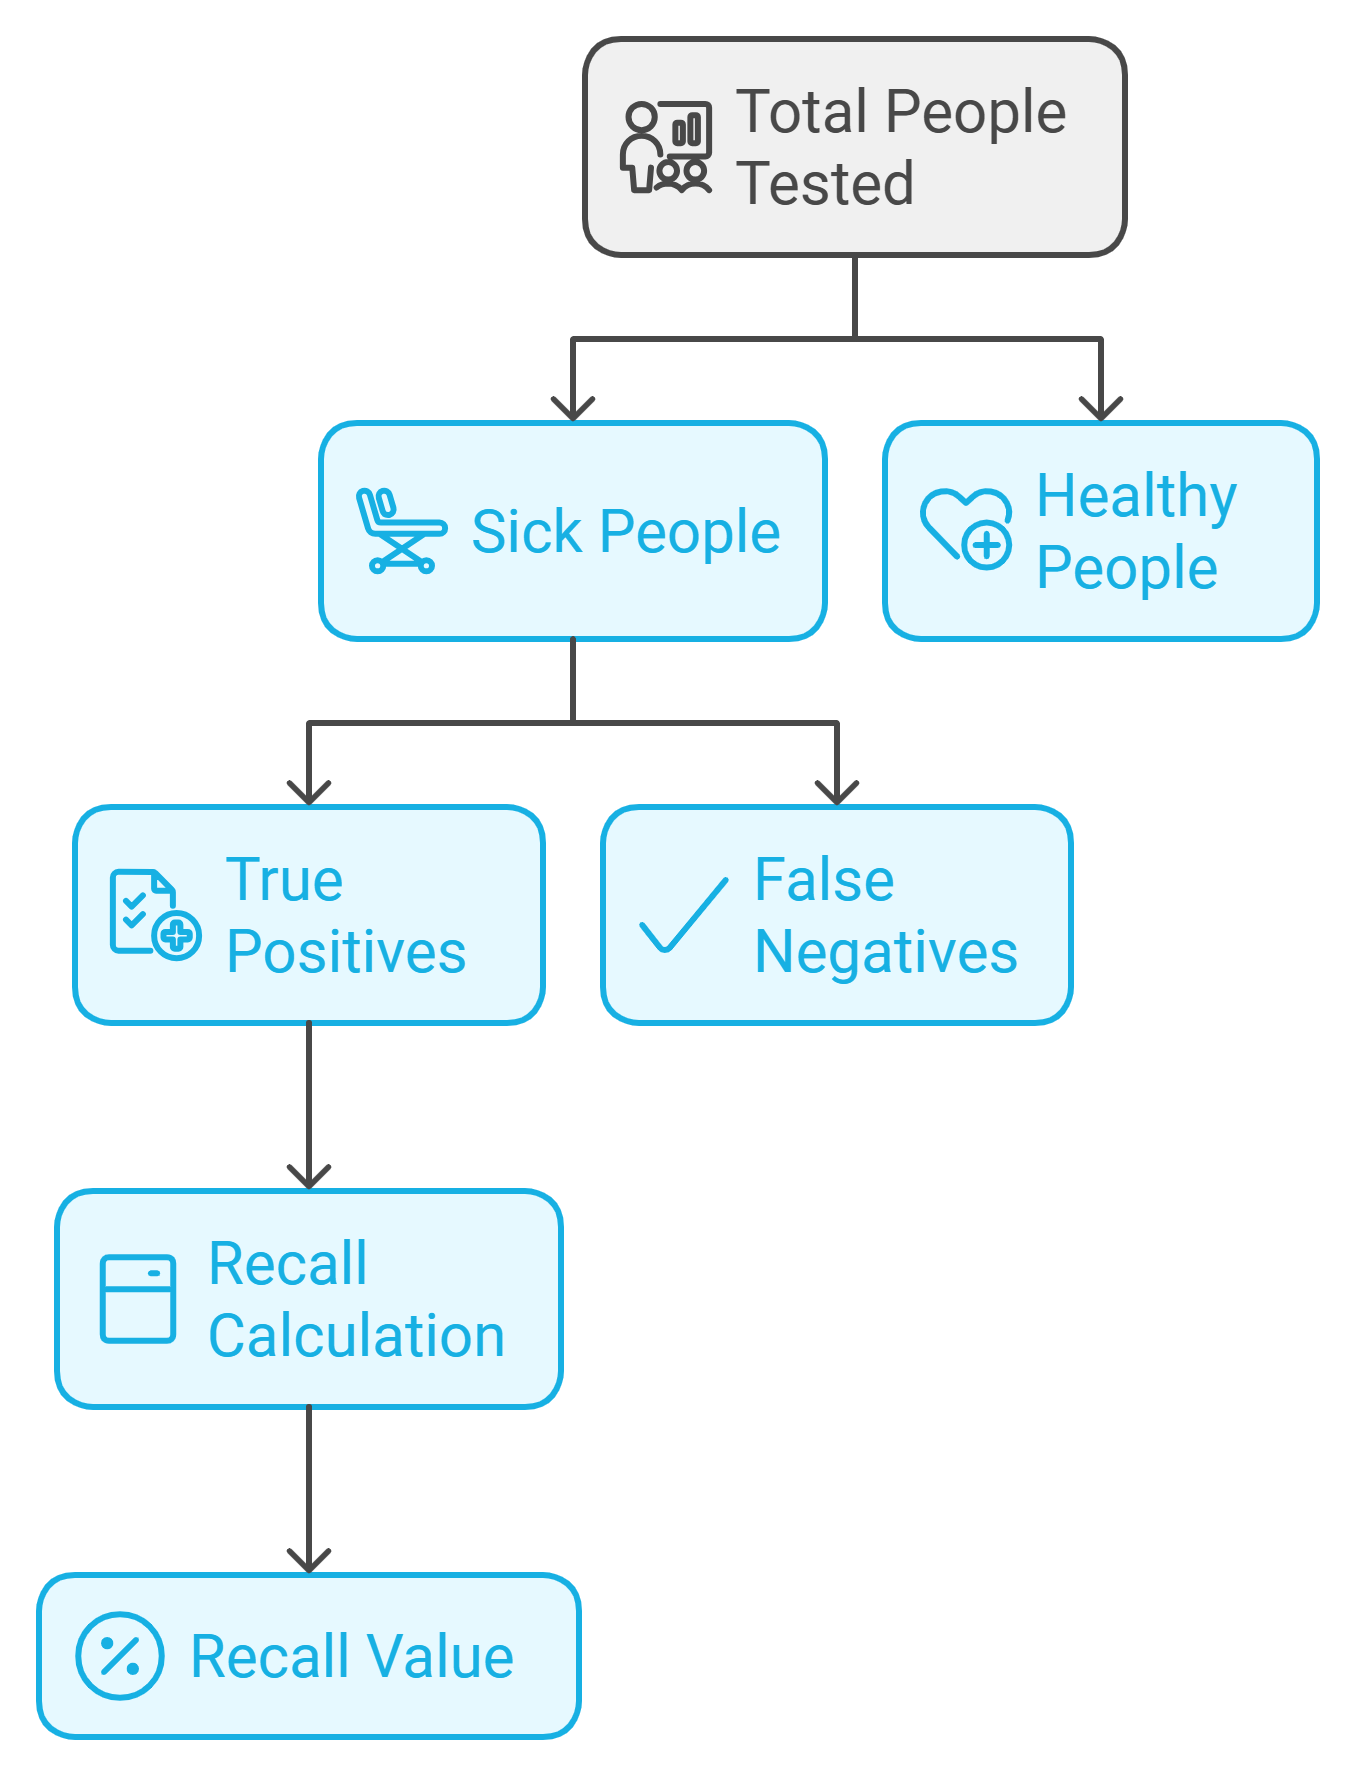 Total People
Tested
Sick People
Healthy
People
True
Positives
False
Negatives
Recall
Calculation
Recall Value